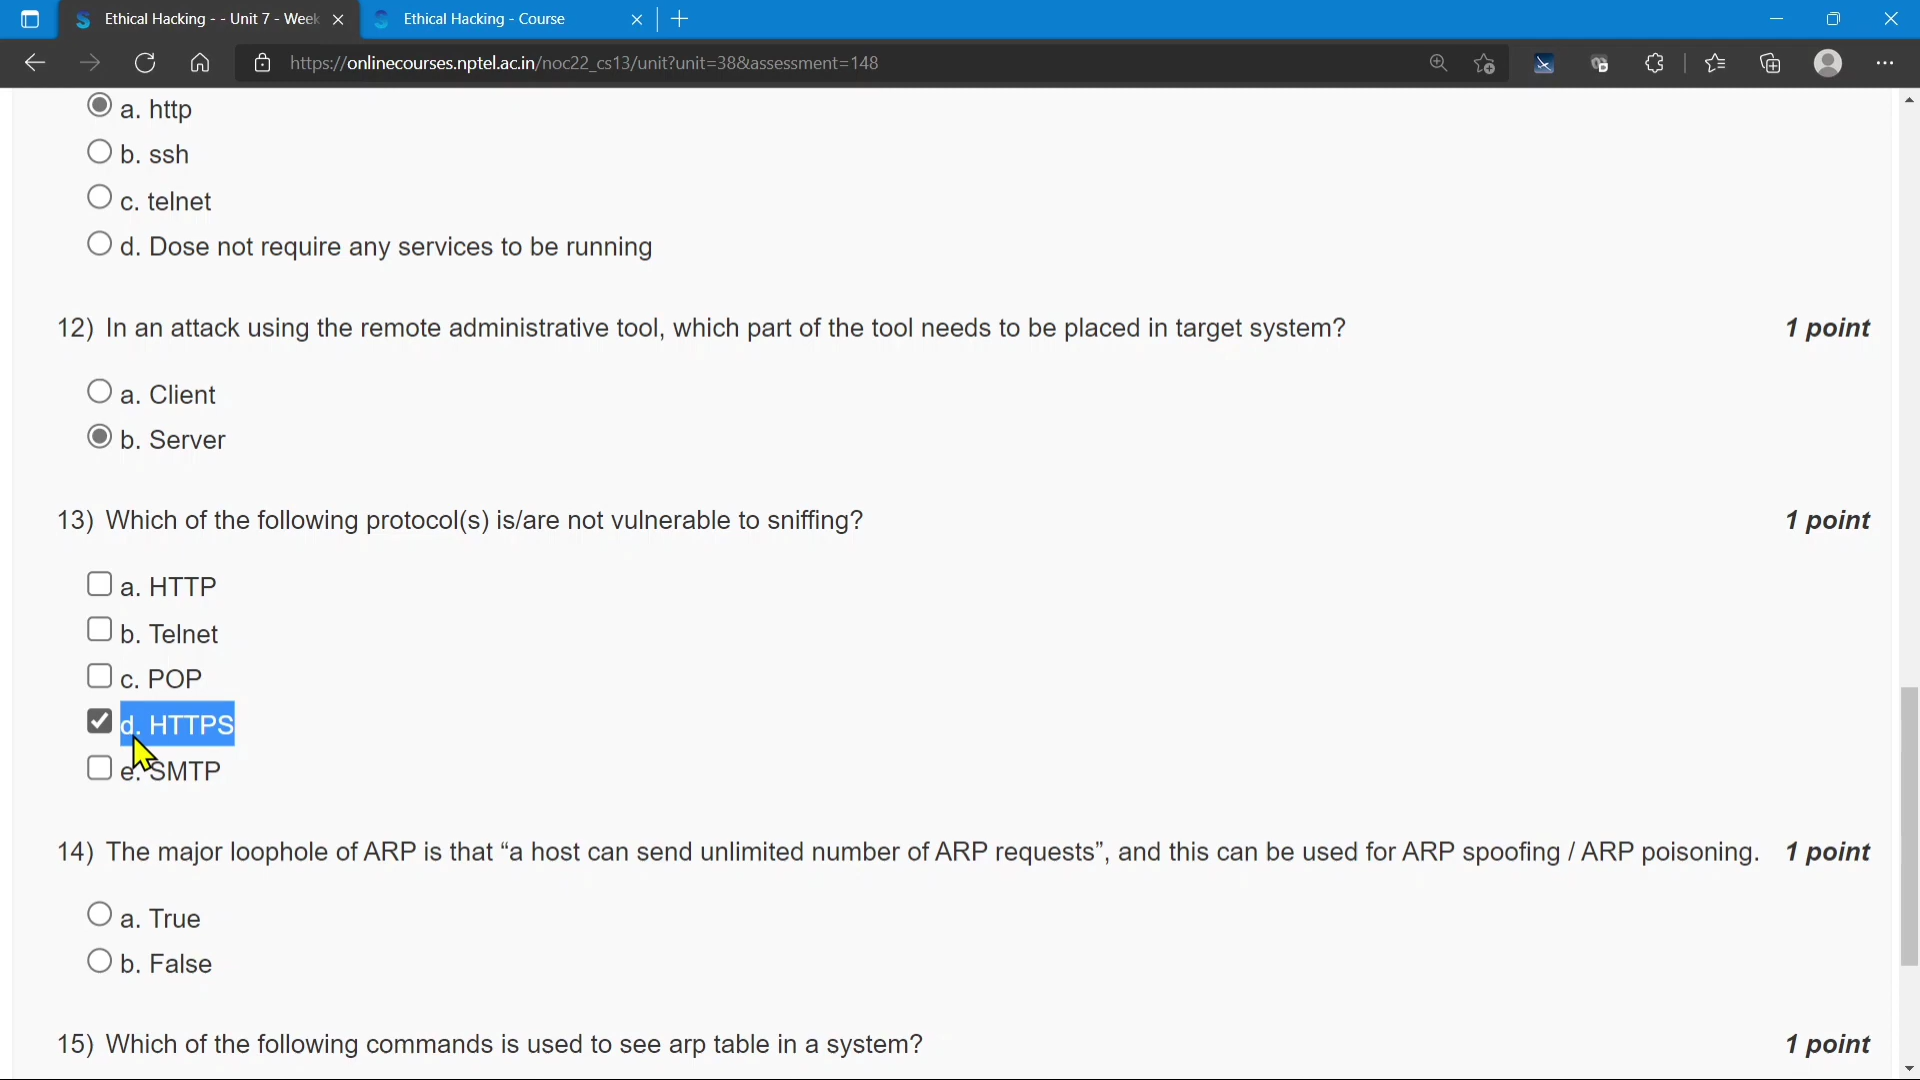 Ethical Hacking - - Unit 7 - Week
Ethical Hacking - Course
https://onlinecourses.nptel.ac.in/noc22_cs13/unit?unit=38&assessment=148
a. http
b. ssh
c. telnet
d. Dose not require any services to be running
12) In an attack using the remote administrative tool, which part of the tool needs to be placed in target system? 1 point
a. Client
b. Server
13) Which of the following protocol(s) is/are not vulnerable to sniffing? 1 point
a. HTTP
b. Telnet
c. POP
d. HTTPS
e. SMTP
14) The major loophole of ARP is that “a host can send unlimited number of ARP requests”, and this can be used for ARP spoofing / ARP poisoning. 1 point
a. True
b. False
15) Which of the following commands is used to see arp table in a system? 1 point